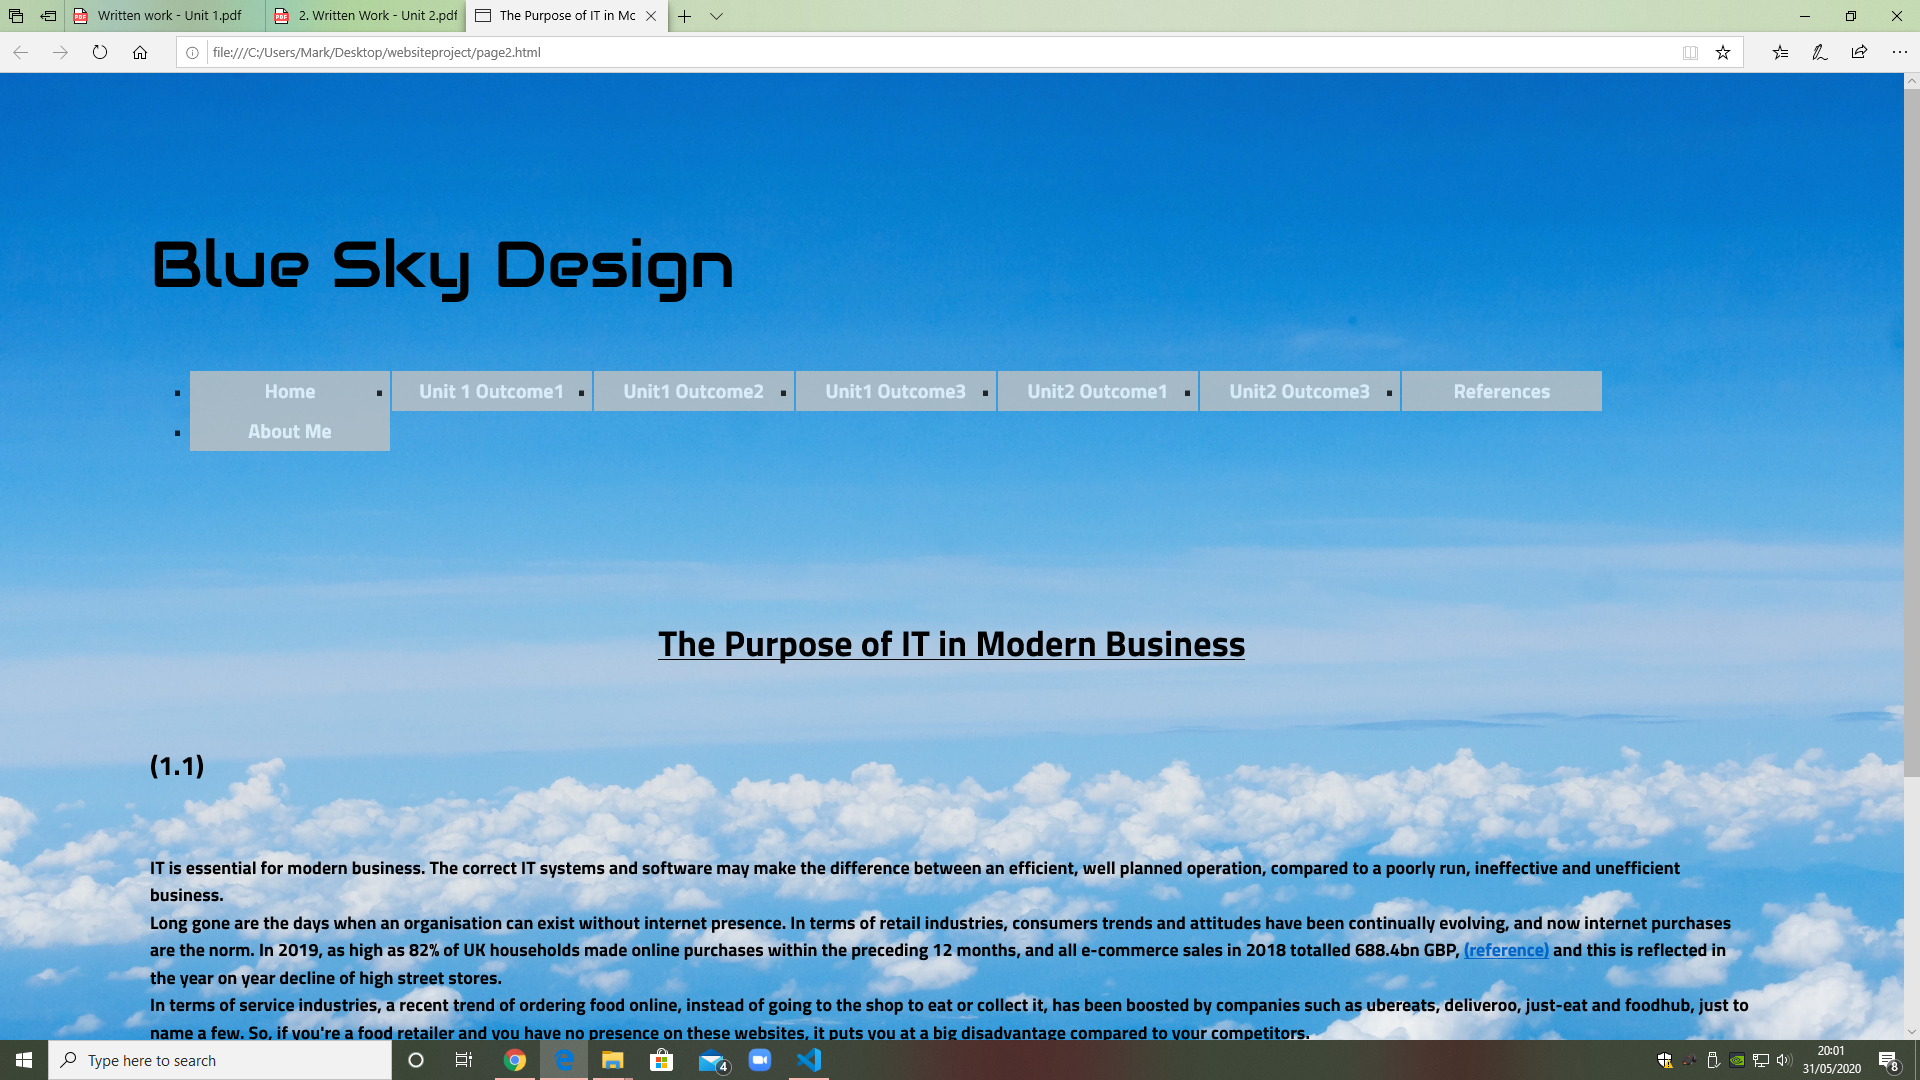 Written work - Unit 1.pdf
2. Written Work - Unit 2.pdf
The Purpose of IT in Mo
file:///C:/Users/Mark/Desktop/websiteproject/page2.html
Blue Sky Design
Home
Unit 1 Outcome1
Unit1 Outcome2
Unit1 Outcome3
Unit2 Outcome1
Unit2 Outcome3
References
About Me
The Purpose of IT in Modern Business
(1.1)
IT is essential for modern business. The correct IT systems and software may make the difference between an efficient, well planned operation, compared to a poorly run, ineffective and unefficient
business.
Long gone are the days when an organisation can exist without internet presence. In terms of retail industries, consumers trends and attitudes have been continually evolving, and now internet purchases
are the norm. In 2019, as high as 82% of UK households made online purchases within the preceding 12 months, and all e-commerce sales in 2018 totalled 688.4bn GBP, (reference) and this is reflected in
the year on year decline of high street stores.
In terms of service industries, a recent trend of ordering food online, instead of going to the shop to eat or collect it, has been boosted by companies such as ubereats, deliveroo, just-eat and foodhub, just to
name a few. So, if you're a food retailer and you have no presence on these websites, it puts you at a big disadvantage compared to your competitors.
Type here to search
4
20:01
31/05/2020
8